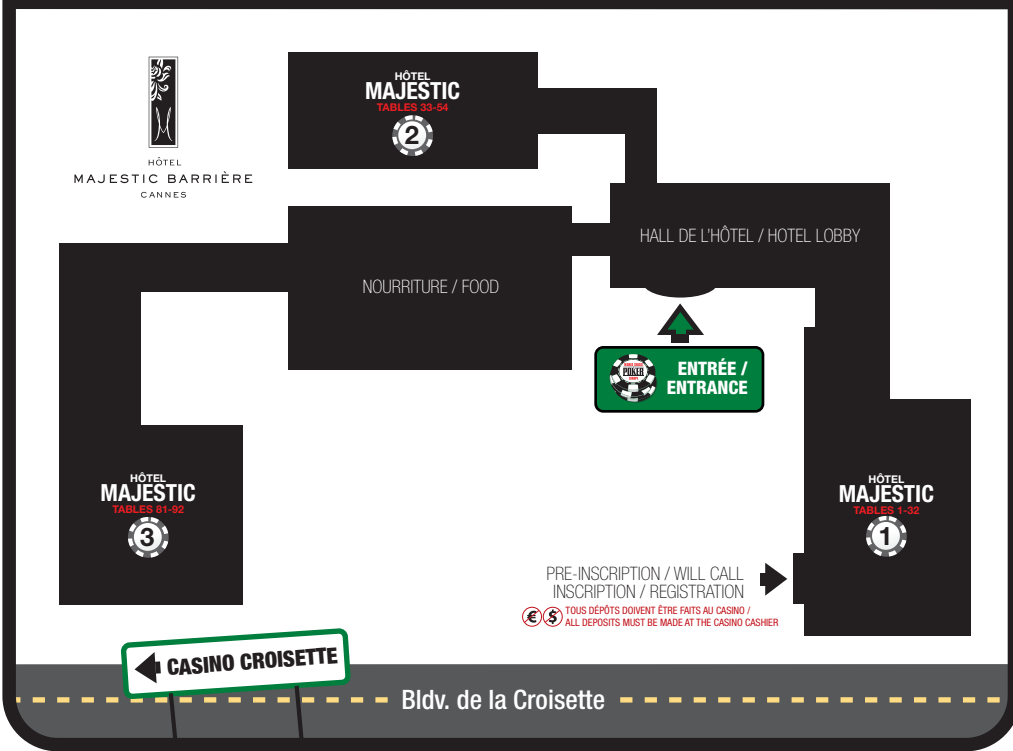 HÔTEL
MAJESTIC
TABLES 33-54
2
HÔTEL
MAJESTIC BARRIÈRE
CANNES
HALL DE L'HÔTEL / HOTEL LOBBY
NOURRITURE / FOOD
POKER
ENTRÉE /
ENTRANCE
HÔTEL
MAJESTIC
TABLES 81-92
3
HÔTEL
MAJESTIC
TABLES 1-32
1
PRE-INSCRIPTION / WILL CALL
INSCRIPTION / REGISTRATION
€ $ TOUS DÉPÔTS DOIVENT ÊTRE FAITS AU CASINO /
ALL DEPOSITS MUST BE MADE AT THE CASINO CASHIER
CASINO CROISETTE
Bldv. de la Croisette